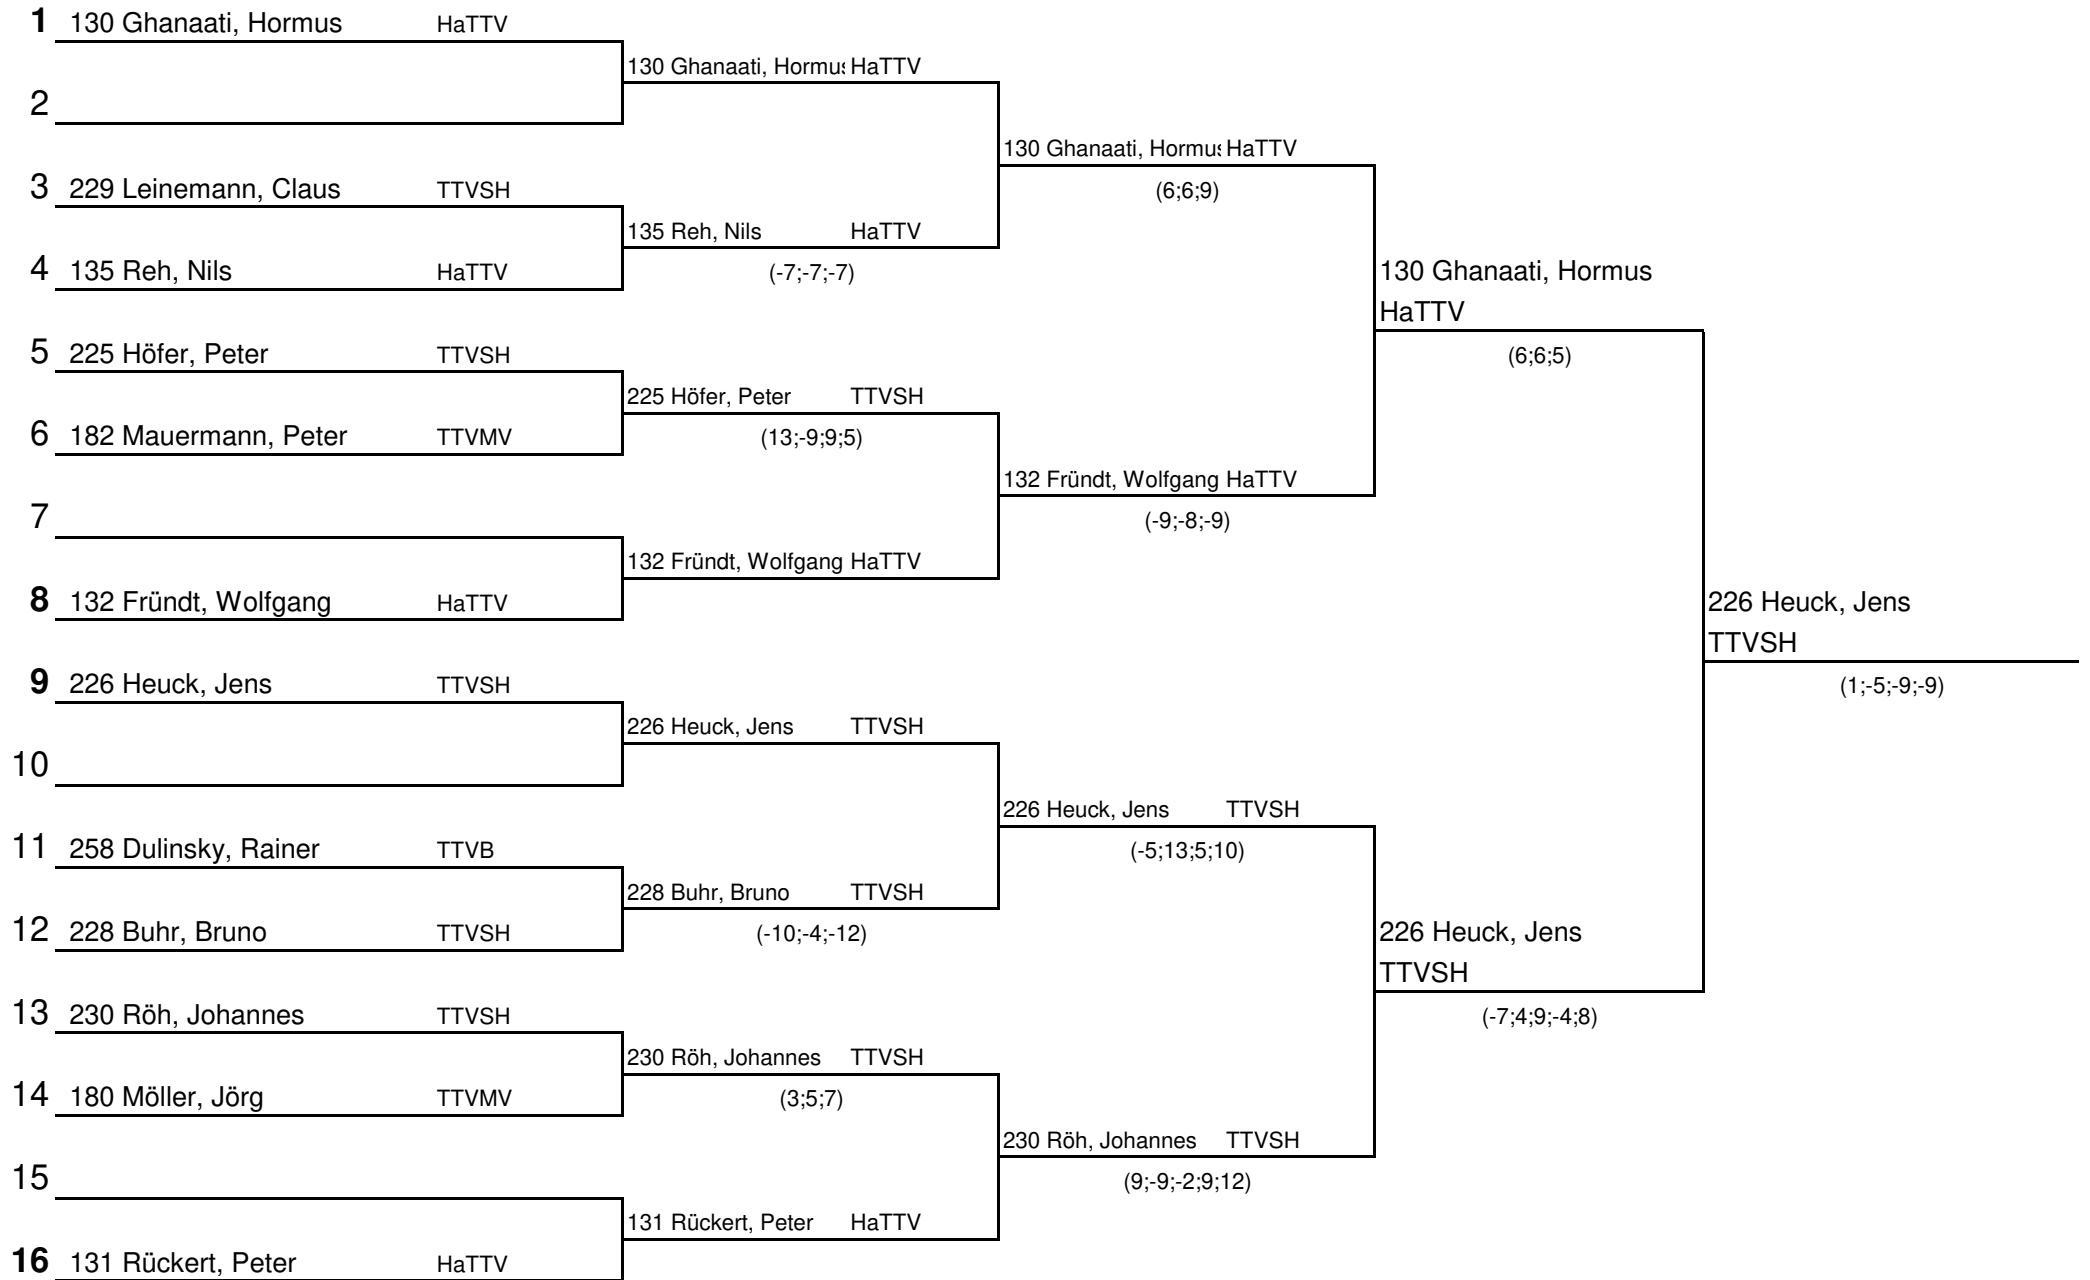 1 130 Ghanaati, Hormus HaTTV
130 Ghanaati, Hormus HaTTV
2
130 Ghanaati, Hormus HaTTV
3 229 Leinemann, Claus TTVSH
(6;6;9)
135 Reh, Nils HaTTV
4 135 Reh, Nils HaTTV
(-7;-7;-7)
130 Ghanaati, Hormus
HaTTV
5 225 Höfer, Peter TTVSH
(6;6;5)
225 Höfer, Peter TTVSH
6 182 Mauermann, Peter TTVMV
(13;-9;9;5)
132 Fründt, Wolfgang HaTTV
7
(-9;-8;-9)
132 Fründt, Wolfgang HaTTV
8 132 Fründt, Wolfgang HaTTV
226 Heuck, Jens
TTVSH
9 226 Heuck, Jens TTVSH
(1;-5;-9;-9)
226 Heuck, Jens TTVSH
10
226 Heuck, Jens TTVSH
11 258 Dulinsky, Rainer TTVB
(-5;13;5;10)
228 Buhr, Bruno TTVSH
12 228 Buhr, Bruno TTVSH
(-10;-4;-12)
226 Heuck, Jens
TTVSH
13 230 Röh, Johannes TTVSH
(-7;4;9;-4;8)
230 Röh, Johannes TTVSH
14 180 Möller, Jörg TTVMV
(3;5;7)
230 Röh, Johannes TTVSH
15
(9;-9;-2;9;12)
131 Rückert, Peter HaTTV
16 131 Rückert, Peter HaTTV